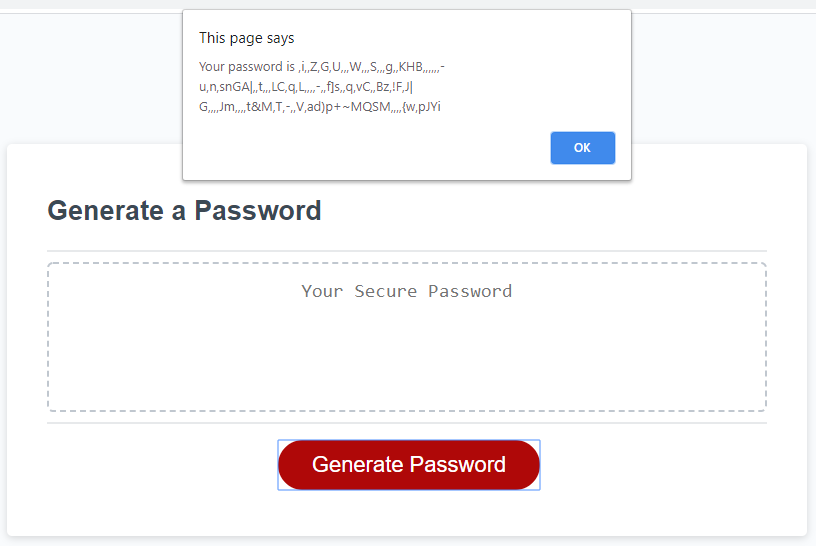 This page says
Your password is ,i,,Z,G,U,,,W,,,S,,,g,,KHB,,,,,,-
u,n,snGA|,,t,,,LC,q,L,,,,-,,f]s,,q,vC,,Bz,!F,J|
G,,,,Jm,,,,t&M,T,-,,V,ad)p+~MQSM,,,,{w,pJYi
OK
Generate a Password
Your Secure Password
Generate Password